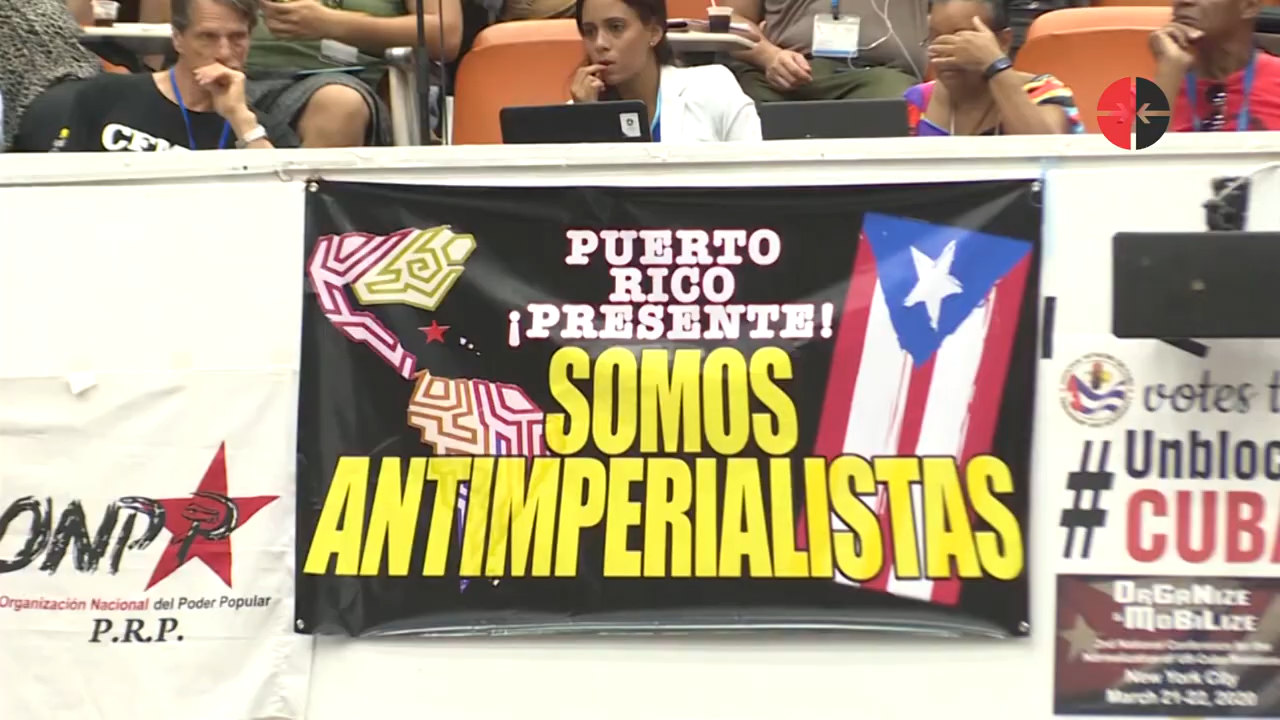 PUERTO
RICO
¡PRESENTE!
SOMOS
ANTIMPERIALISTAS
ONPP
Organización Nacional del Poder Popular
P.R.P.
votes
#Unbloc
CUBA
ORGANIZE
&MOBILIZE
New York City
March 21-22, 2020